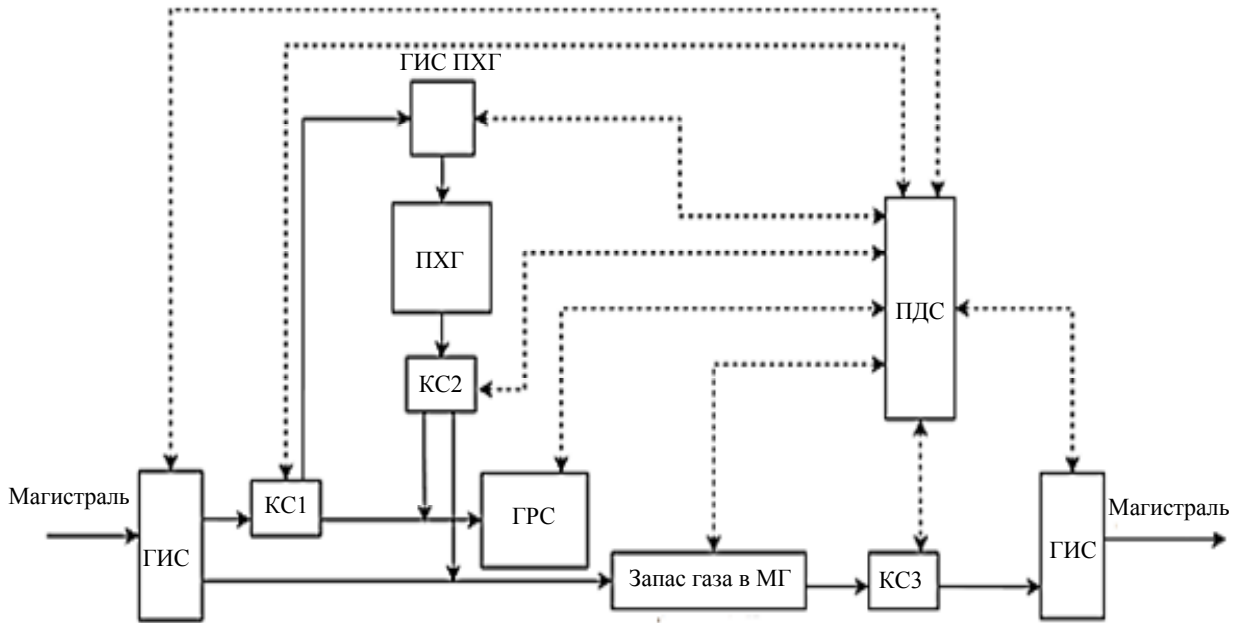 ГИС ПХГ
ПХГ
ПДС
КС2
Магистраль
КС1
ГРС
Магистраль
ГИС
Запас газа в МГ
КС3
ГИС